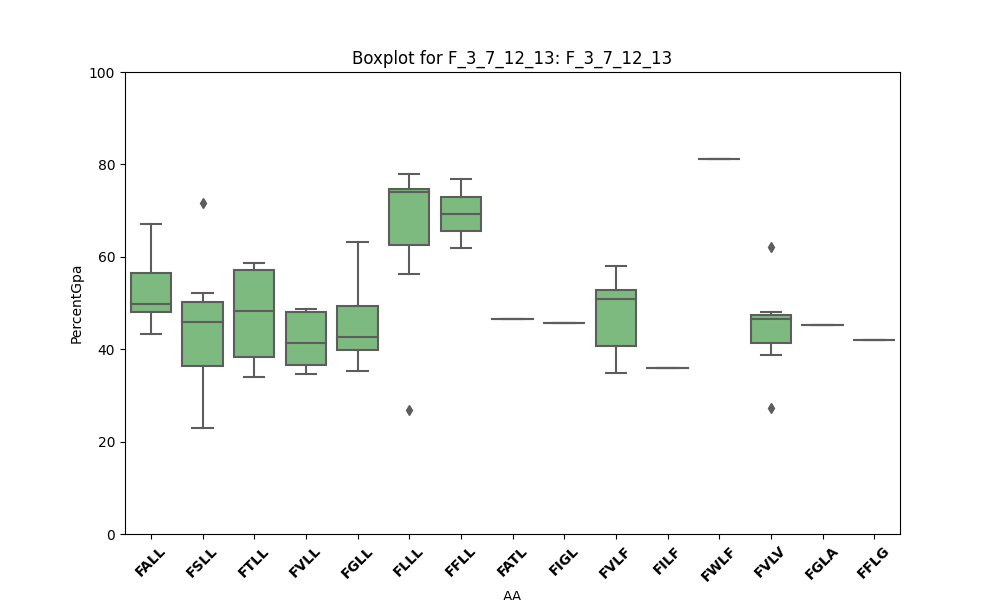 Boxplot for F_3_7_12_13: F_3_7_12_13
PercentGpa
100
80
60
40
20
0
FALL FSLL FTLL FVLL FGLL FLLL FFLL FATL FIGL FVLF FILF FWLF FVLV FGLA FFLG
AA